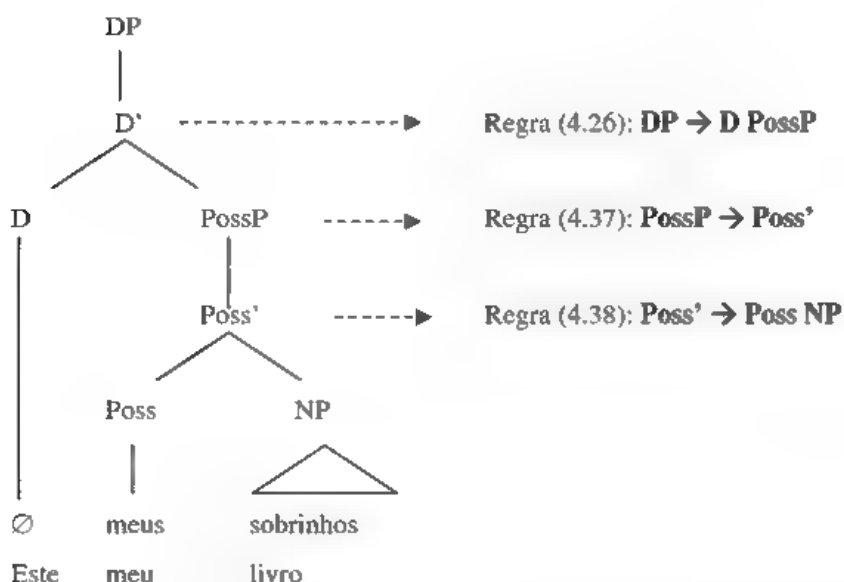 DP
D' Regra (4.26): DP → D PossP
D PossP Regra (4.37): PossP → Poss'
Poss' Regra (4.38): Poss' → Poss NP
Poss NP
∅ meus sobrinhos
Este meu livro